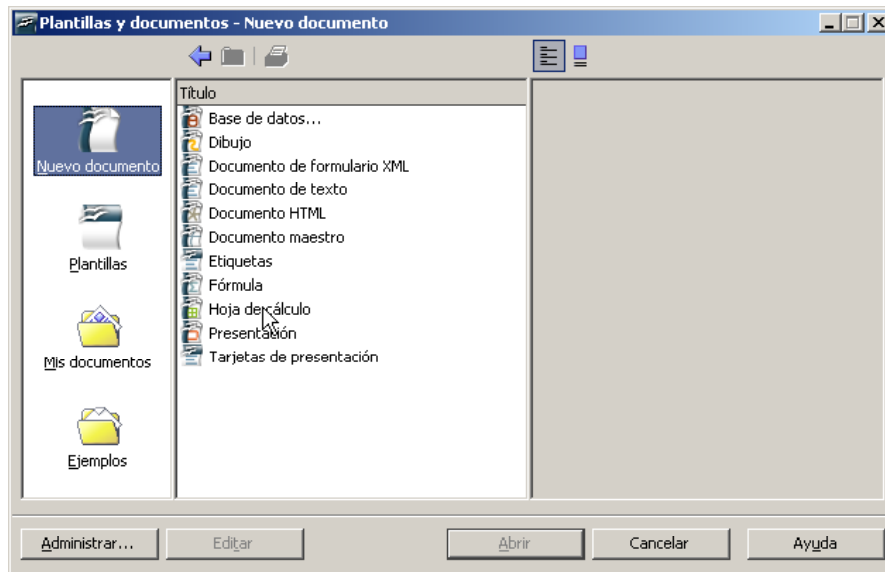 Plantillas y documentos - Nuevo documento
Título
Nuevo documento
Plantillas
Mis documentos
Ejemplos
Base de datos...
Dibujo
Documento de formulario XML
Documento de texto
Documento HTML
Documento maestro
Etiquetas
Fórmula
Hoja de cálculo
Presentación
Tarjetas de presentación
Administrar... Editar Abrir Cancelar Ayuda